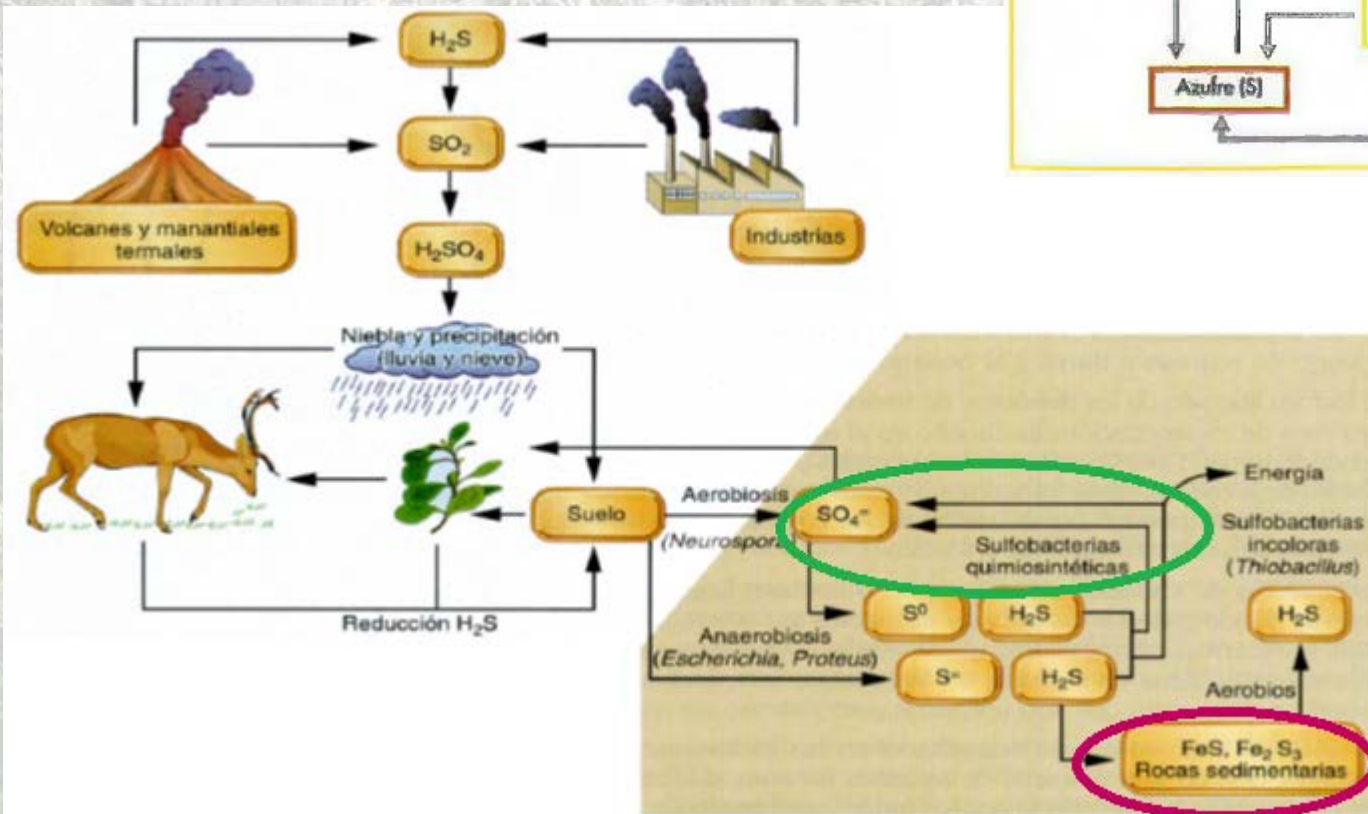 H₂S
Azufre (S)
SO₂
Volcanes y manantiales
termales
H₂SO₄
Industrias
Niebla y precipitación
(lluvia y nieve)
Energía
Aerobiosis
Suelo
SO₄⁼
(Neurospora
Sulfobacterias
quimiosintéticas
Sulfobacterias
incoloras
(Thiobacillus)
S⁰
H₂S
H₂S
Reducción H₂S
Anaerobiosis
(Escherichia, Proteus)
S⁼
H₂S
Aerobios
FeS, Fe₂ S₃
Rocas sedimentarias